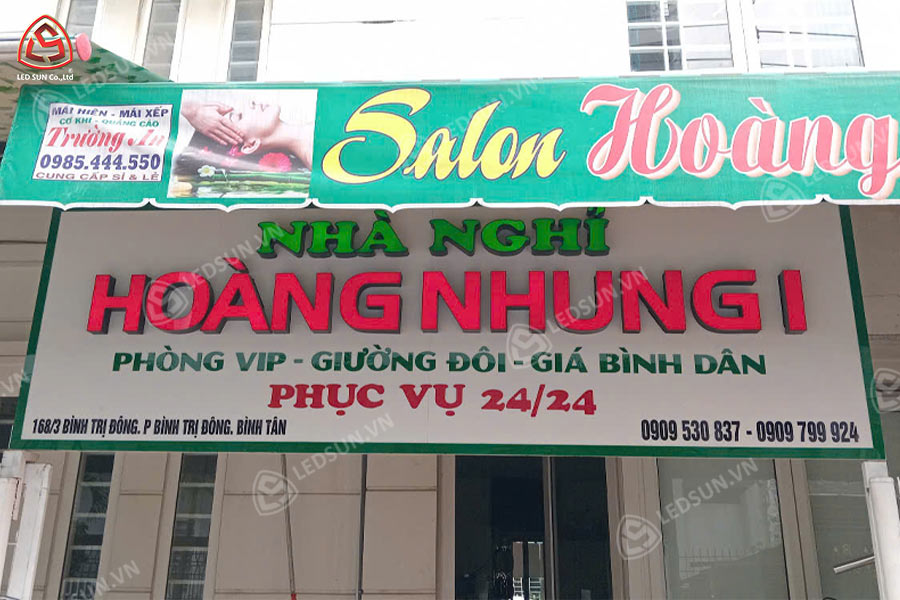 LED SUN Co.,Ltd
MÁI HIÊN - MÁI XẾP
CƠ KHÍ - QUẢNG CÁO
Trường An
0985.444.550
CUNG CẤP SỈ & LẺ
Salon Hoàng
NHÀ NGHỈ
HOÀNG NHUNG I
PHÒNG VIP - GIƯỜNG ĐÔI - GIÁ BÌNH DÂN
PHỤC VỤ 24/24
168/3 BÌNH TRỊ ĐÔNG. P BÌNH TRỊ ĐÔNG. BÌNH TÂN
0909 530 837 - 0909 799 924
LEDSUN.VN